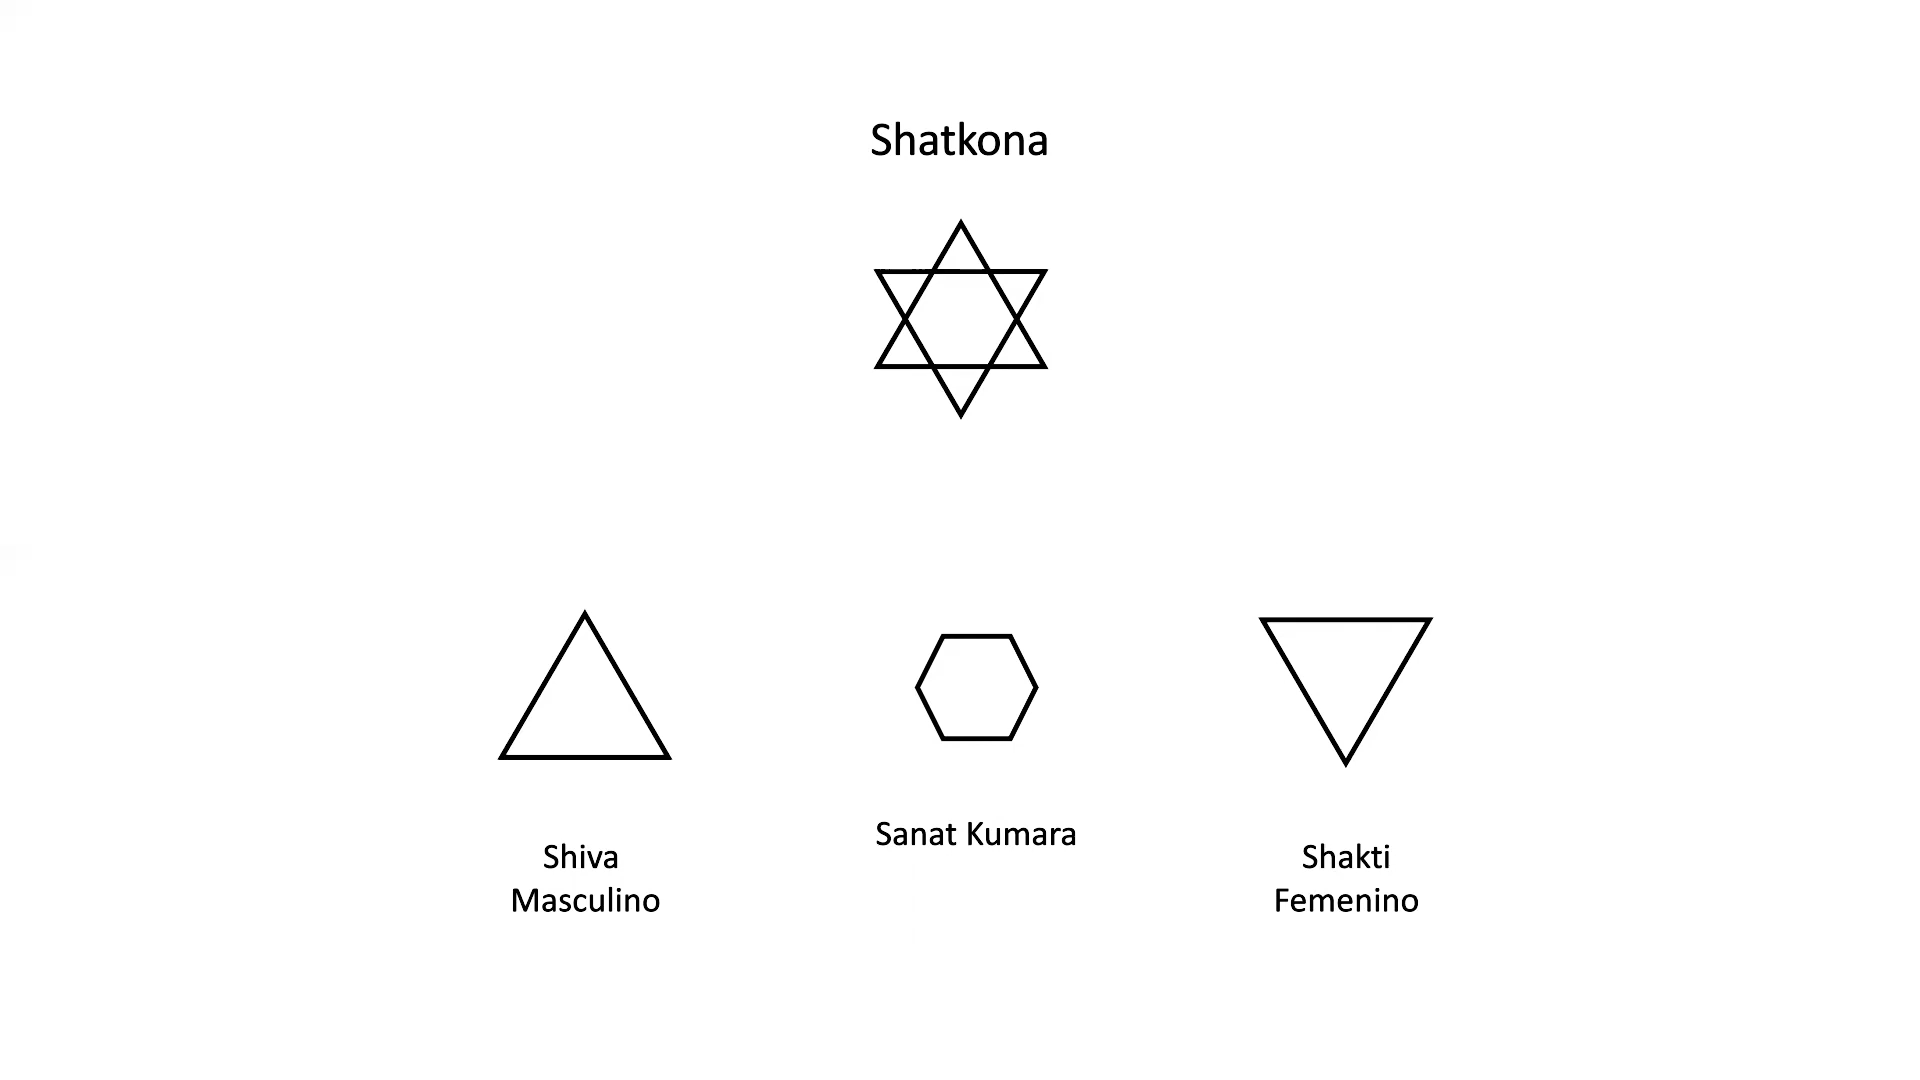 Shatkona
Sanat Kumara
Shiva
Masculino
Shakti
Femenino